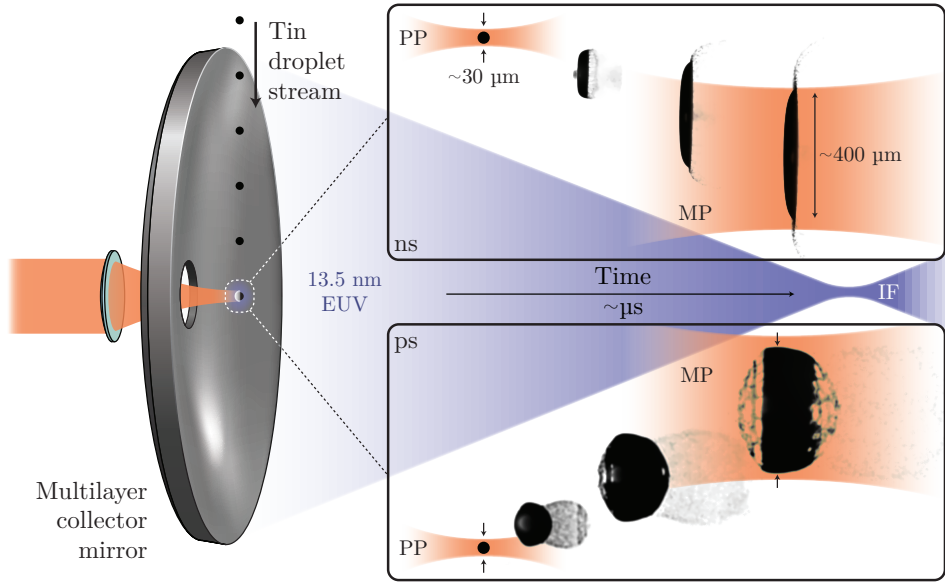 Tin
droplet
stream
PP
~30 µm
~400 µm
MP
ns
13.5 nm
EUV
Time
~µs
IF
ps
MP
PP
Multilayer
collector
mirror